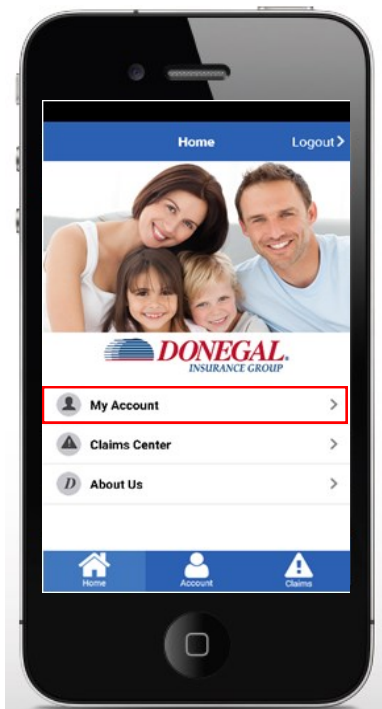 Home Logout >
DONEGAL.
INSURANCE GROUP
My Account >
Claims Center >
D About Us >
Home Account Claims